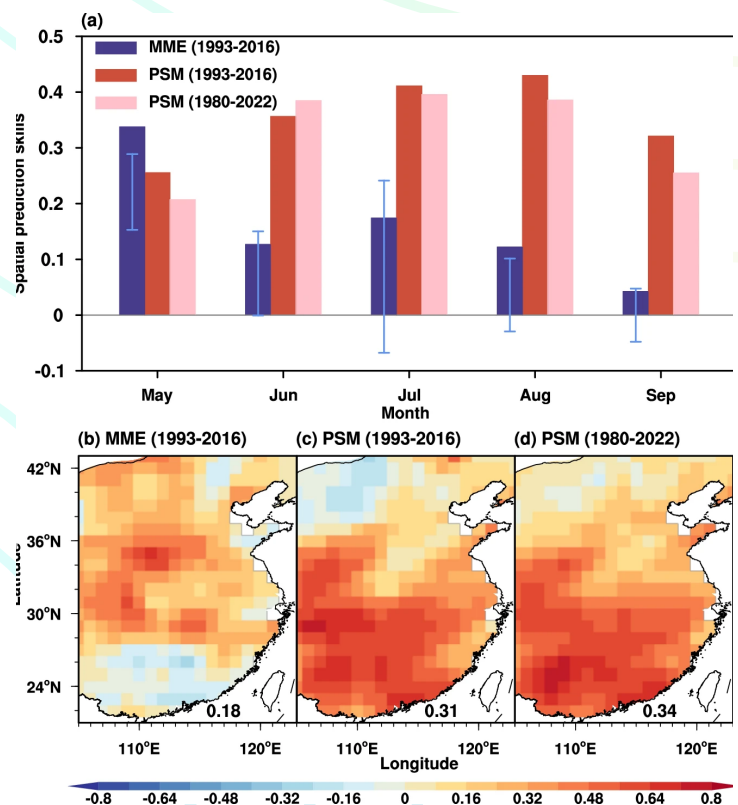 (a)
0.5
MME (1993-2016)
PSM (1993-2016)
PSM (1980-2022)
0.4
0.3
0.2
0.1
0
-0.1
Spatial prediction skills
May Jun Jul Aug Sep
Month
(b) MME (1993-2016) (c) PSM (1993-2016) (d) PSM (1980-2022)
42°N
36°N
30°N
24°N
Latitude
0.18 0.31 0.34
110°E 120°E 110°E 120°E 110°E 120°E
Longitude
-0.8 -0.64 -0.48 -0.32 -0.16 0 0.16 0.32 0.48 0.64 0.8